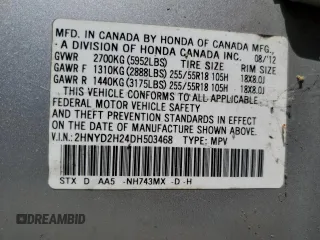 MFD. IN CANADA BY HONDA OF CANADA MFG.,
A DIVISION OF HONDA CANADA INC. 08/12
GVWR 2700KG (5952LBS) TIRE SIZE RIM SIZE
GAWR F 1310KG (2888LBS) 255/55R18 105H 18X8.0J
GAWR R 1440KG (3175LBS) 255/55R18 105H 18X8.0J
THIS VEHICLE CONFORMS TO ALL APPLICABLE
FEDERAL MOTOR VEHICLE SAFETY
AND THEFT PREVENTION STANDARDS IN EFFECT
ON THE DATE OF MANUFACTURE SHOWN ABOVE.
V.I.N.: 2HNYD2H24DH503468 TYPE: MPV
STX D AA5 -NH743MX -D -H